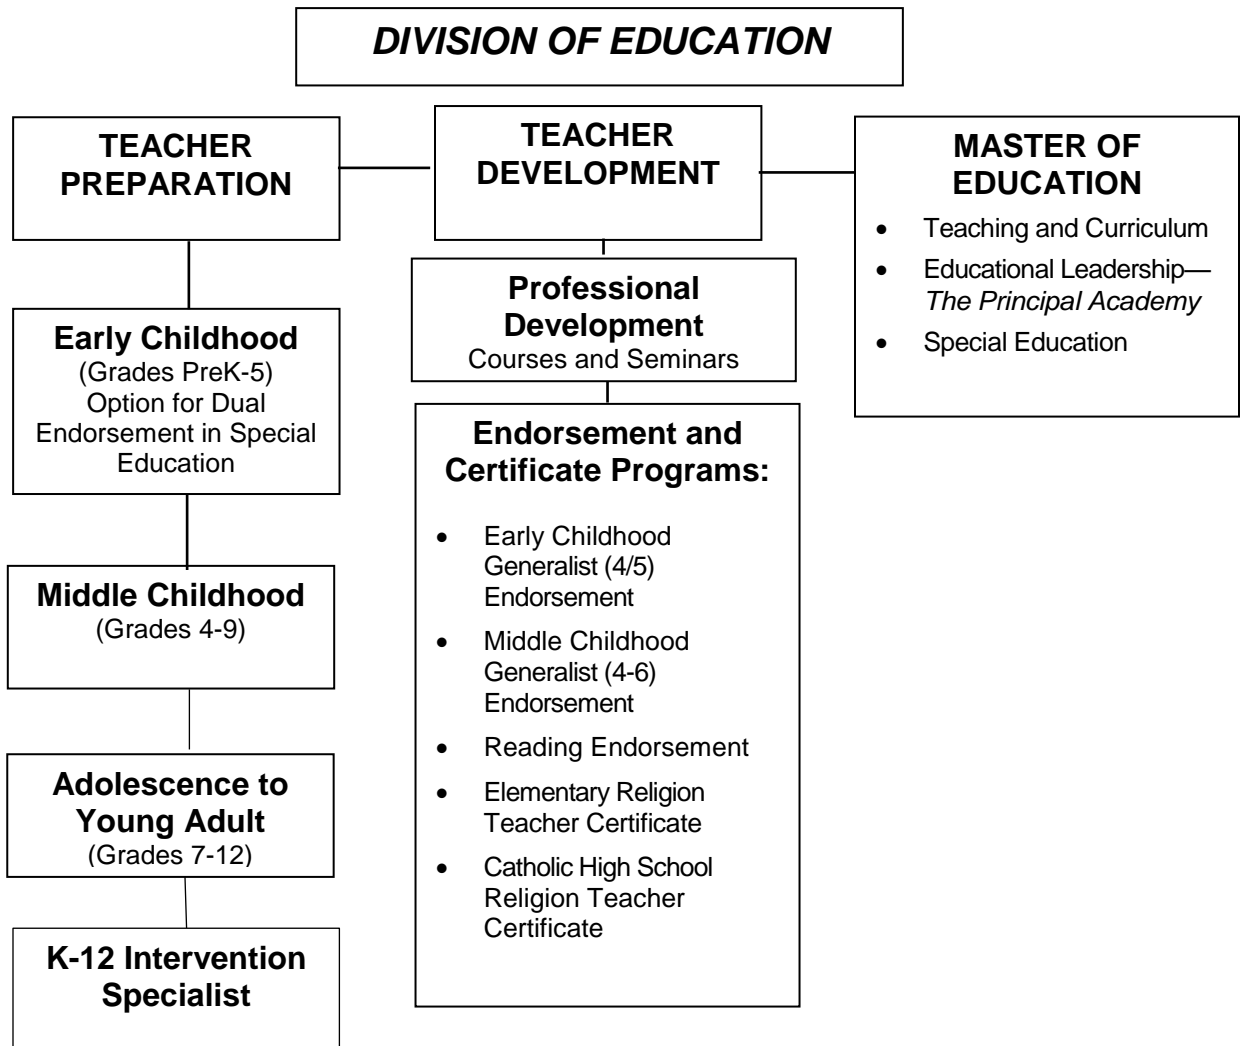 DIVISION OF EDUCATION
TEACHER
PREPARATION
Early Childhood
(Grades PreK-5)
Option for Dual
Endorsement in Special
Education
Middle Childhood
(Grades 4-9)
Adolescence to
Young Adult
(Grades 7-12)
K-12 Intervention
Specialist
TEACHER
DEVELOPMENT
Professional
Development
Courses and Seminars
Endorsement and
Certificate Programs:
• Early Childhood
Generalist (4/5)
Endorsement
• Middle Childhood
Generalist (4-6)
Endorsement
• Reading Endorsement
• Elementary Religion
Teacher Certificate
• Catholic High School
Religion Teacher
Certificate
MASTER OF
EDUCATION
• Teaching and Curriculum
• Educational Leadership—
The Principal Academy
• Special Education